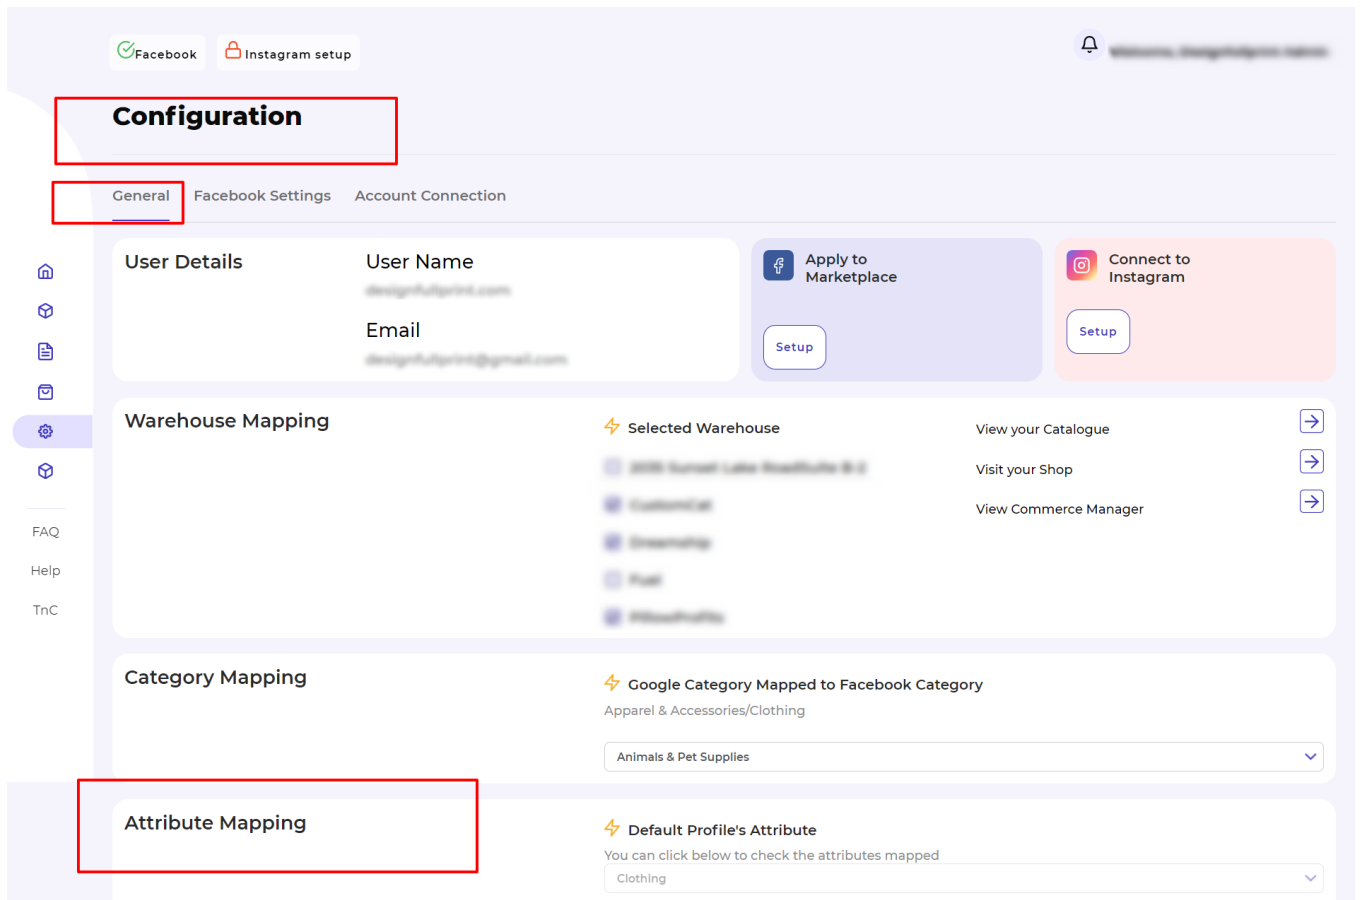 Facebook
Instagram setup
Configuration
General
Facebook Settings
Account Connection
User Details
User Name
Email
Apply to
Marketplace
Setup
Connect to
Instagram
Setup
Warehouse Mapping
Selected Warehouse
View your Catalogue
Visit your Shop
View Commerce Manager
FAQ
Help
TnC
Category Mapping
Google Category Mapped to Facebook Category
Apparel & Accessories/Clothing
Animals & Pet Supplies
Attribute Mapping
Default Profile's Attribute
You can click below to check the attributes mapped
Clothing